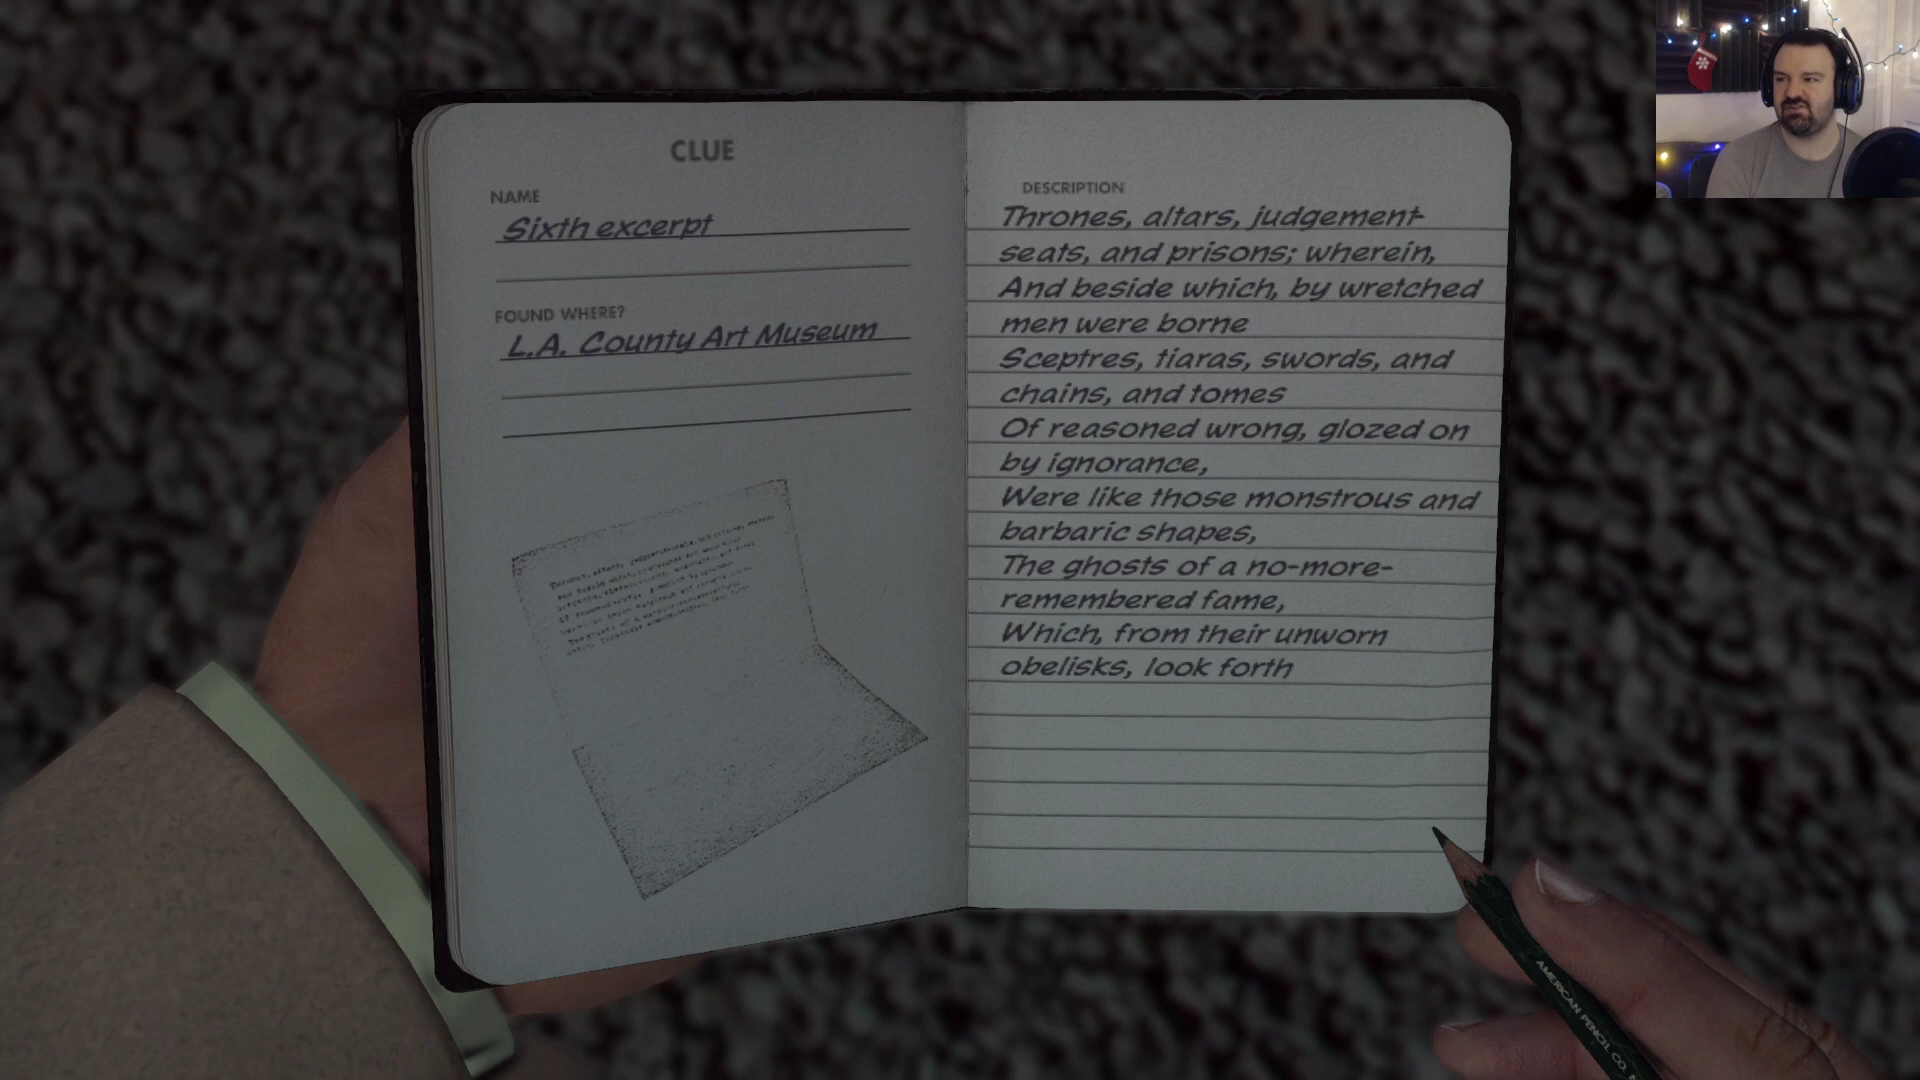 CLUE
NAME
Sixth excerpt
FOUND WHERE?
L.A. County Art Museum
DESCRIPTION
Thrones, altars, judgement-
seats, and prisons; wherein,
And beside which, by wretched
men were borne
Sceptres, tiaras, swords, and
chains, and tomes
Of reasoned wrong, glozed on
by ignorance,
Were like those monstrous and
barbaric shapes,
The ghosts of a no-more-
remembered fame,
Which, from their unworn
obelisks, look forth
AMERICAN PENCIL CO.